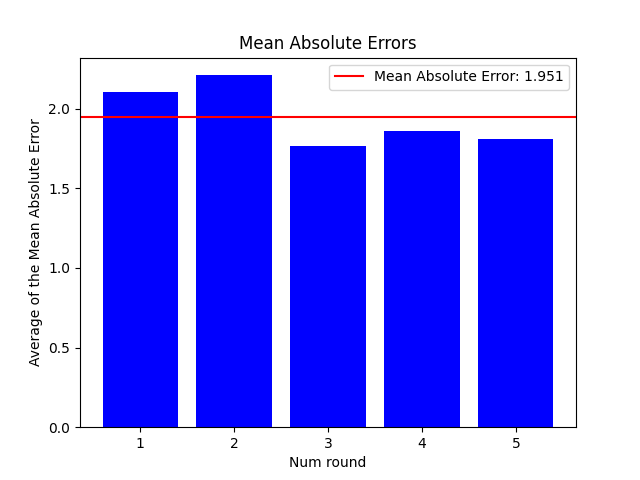 Mean Absolute Errors
Mean Absolute Error: 1.951
Average of the Mean Absolute Error
2.0
1.5
1.0
0.5
0.0
1 2 3 4 5
Num round